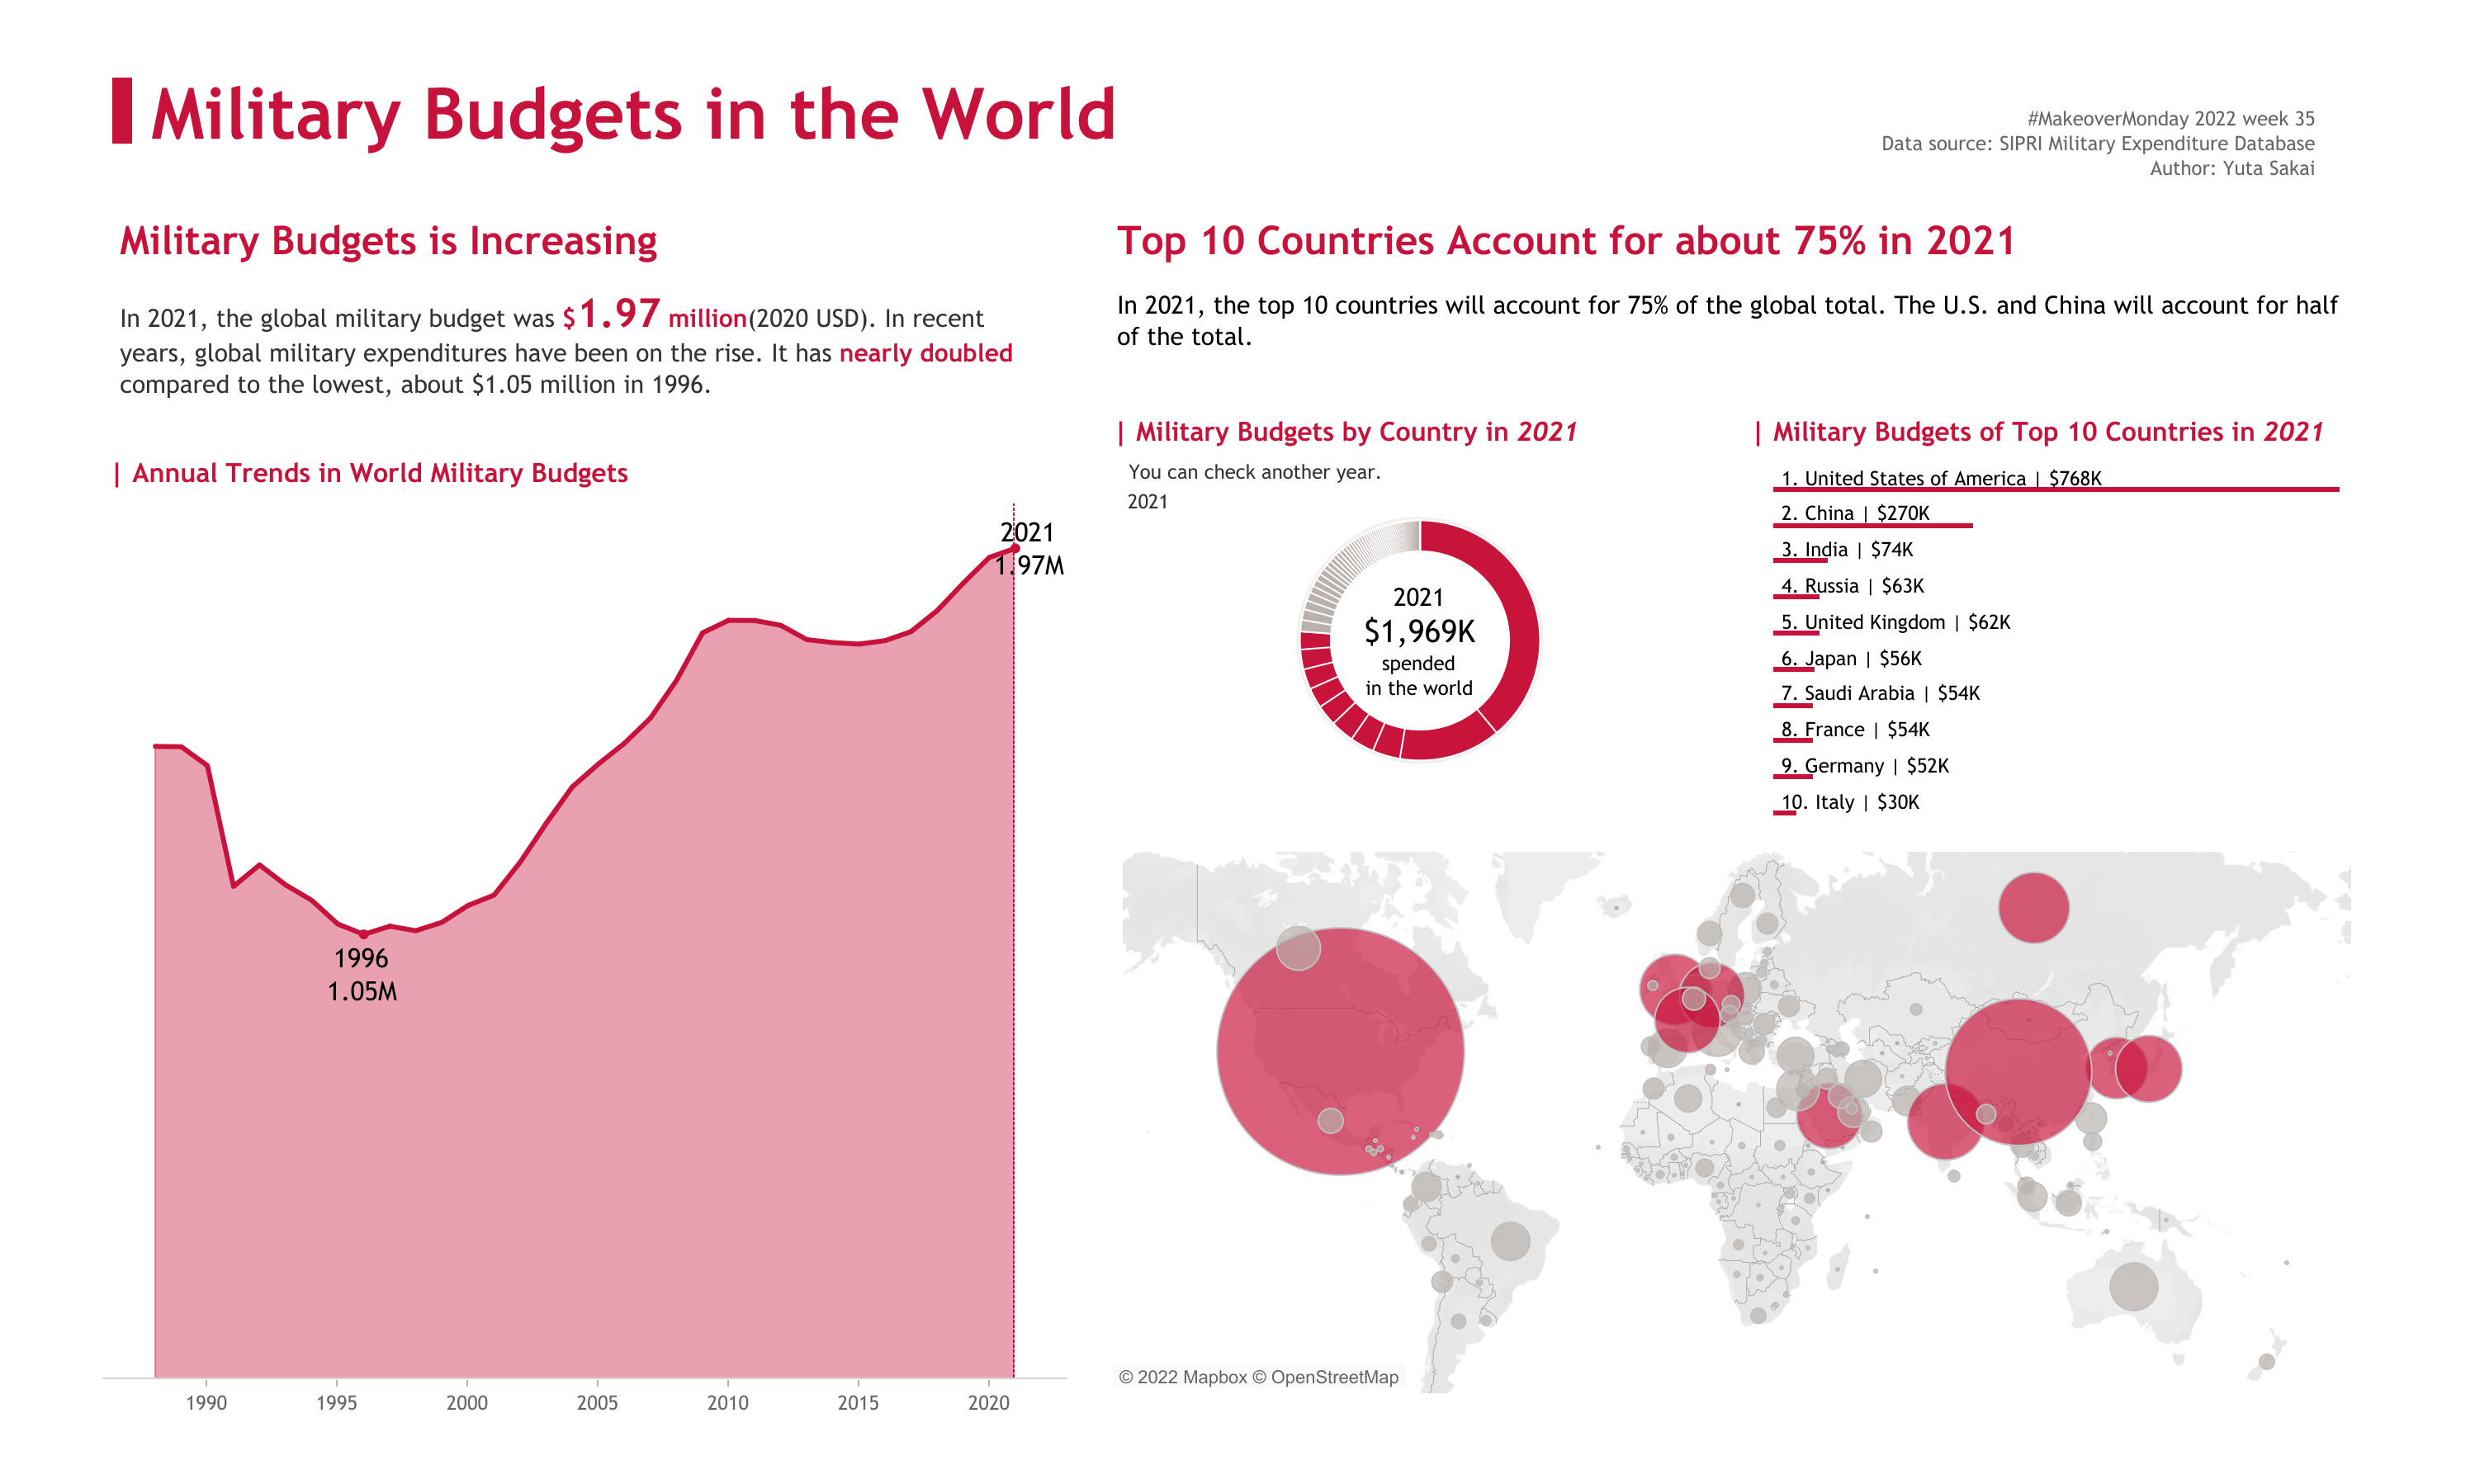 Military Budgets in the World
#MakeoverMonday 2022 week 35
Data source: SIPRI Military Expenditure Database
Author: Yuta Sakai
Military Budgets is Increasing
In 2021, the global military budget was $1.97 million(2020 USD). In recent
years, global military expenditures have been on the rise. It has nearly doubled
compared to the lowest, about $1.05 million in 1996.
| Annual Trends in World Military Budgets
2021
1.97M
1996
1.05M
1990 1995 2000 2005 2010 2015 2020
Top 10 Countries Account for about 75% in 2021
In 2021, the top 10 countries will account for 75% of the global total. The U.S. and China will account for half
of the total.
| Military Budgets by Country in 2021
You can check another year.
2021
2021
$1,969K
spended
in the world
| Military Budgets of Top 10 Countries in 2021
1. United States of America | $768K
2. China | $270K
3. India | $74K
4. Russia | $63K
5. United Kingdom | $62K
6. Japan | $56K
7. Saudi Arabia | $54K
8. France | $54K
9. Germany | $52K
10. Italy | $30K
© 2022 Mapbox © OpenStreetMap